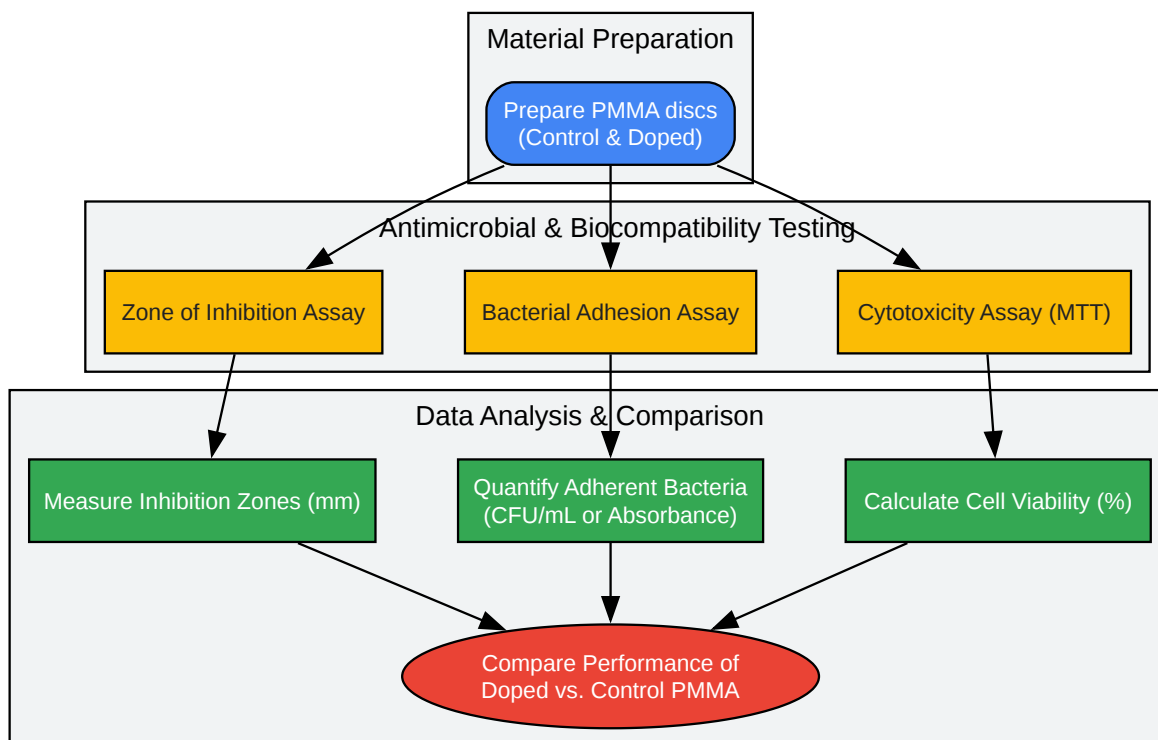 Material Preparation
Prepare PMMA discs
(Control & Doped)
Antimicrobial & Biocompatibility Testing
Zone of Inhibition Assay
Bacterial Adhesion Assay
Cytotoxicity Assay (MTT)
Data Analysis & Comparison
Measure Inhibition Zones (mm)
Quantify Adherent Bacteria
(CFU/mL or Absorbance)
Calculate Cell Viability (%)
Compare Performance of
Doped vs. Control PMMA